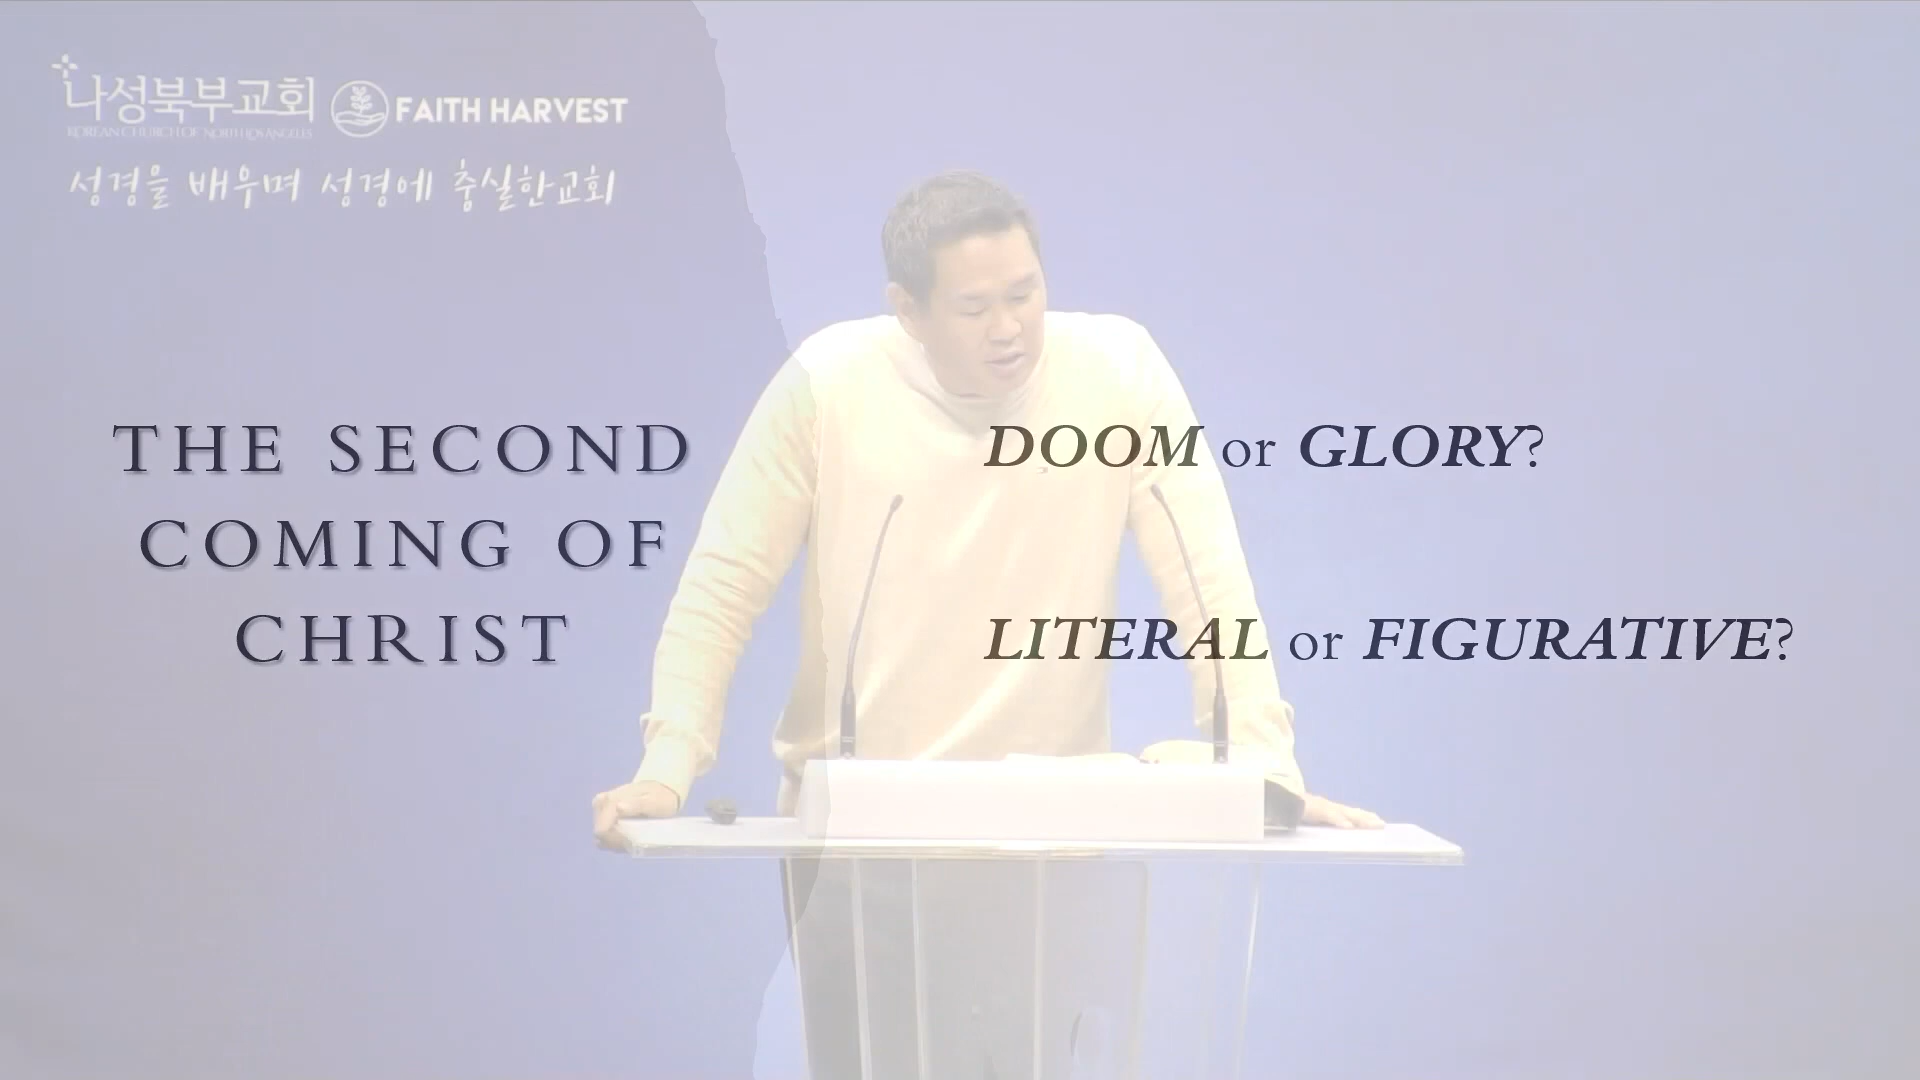 나성북부교회 FAITH HARVEST
KOREAN CHURCH OF NORTH LOS ANGELES
성경을 배우며 성경에 충실한교회
THE SECOND
COMING OF
CHRIST
DOOM or GLORY?
LITERAL or FIGURATIVE?